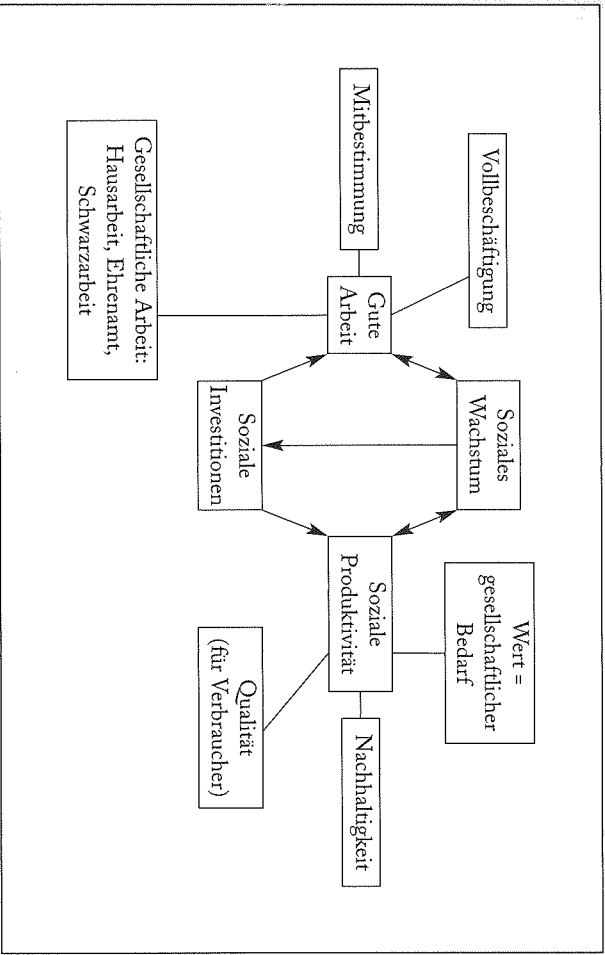 Vollbeschäftigung
Mitbestimmung
Gesellschaftliche Arbeit:
Hausarbeit, Ehrenamt,
Schwarzarbeit
Gute
Arbeit
Soziales
Wachstum
Soziale
Investitionen
Soziale
Produktivität
Wert =
gesellschaftlicher
Bedarf
Nachhaltigkeit
Qualität
(für Verbraucher)